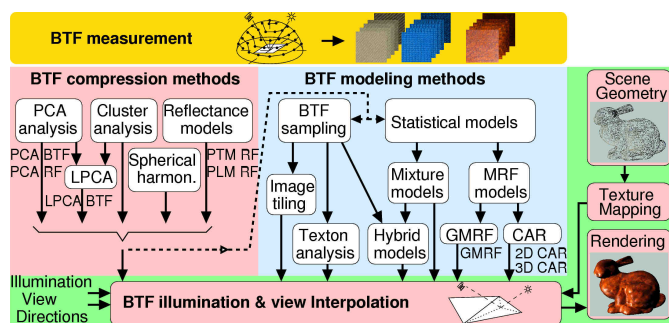 BTF measurement
BTF compression methods
PCA
analysis
Cluster
analysis
Reflectance
models
PCA BTF
PCA RF
LPCA
Spherical
harmon.
PTM RF
PLM RF
LPCA BTF
BTF modeling methods
BTF
sampling
Statistical models
Image
tiling
Mixture
models
MRF
models
Texton
analysis
Hybrid
models
GMRF
CAR
GMRF
2D CAR
3D CAR
Scene
Geometry
Texture
Mapping
Rendering
Illumination
View
Directions
BTF illumination & view Interpolation